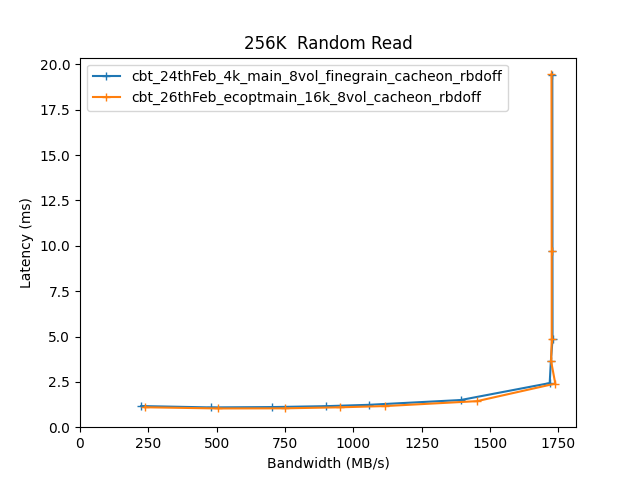 256K  Random Read
cbt_24thFeb_4k_main_8vol_finegrain_cacheon_rbdoff
cbt_26thFeb_ecoptmain_16k_8vol_cacheon_rbdoff
20.0
17.5
15.0
12.5
10.0
7.5
5.0
2.5
0.0
Latency (ms)
0 250 500 750 1000 1250 1500 1750
Bandwidth (MB/s)